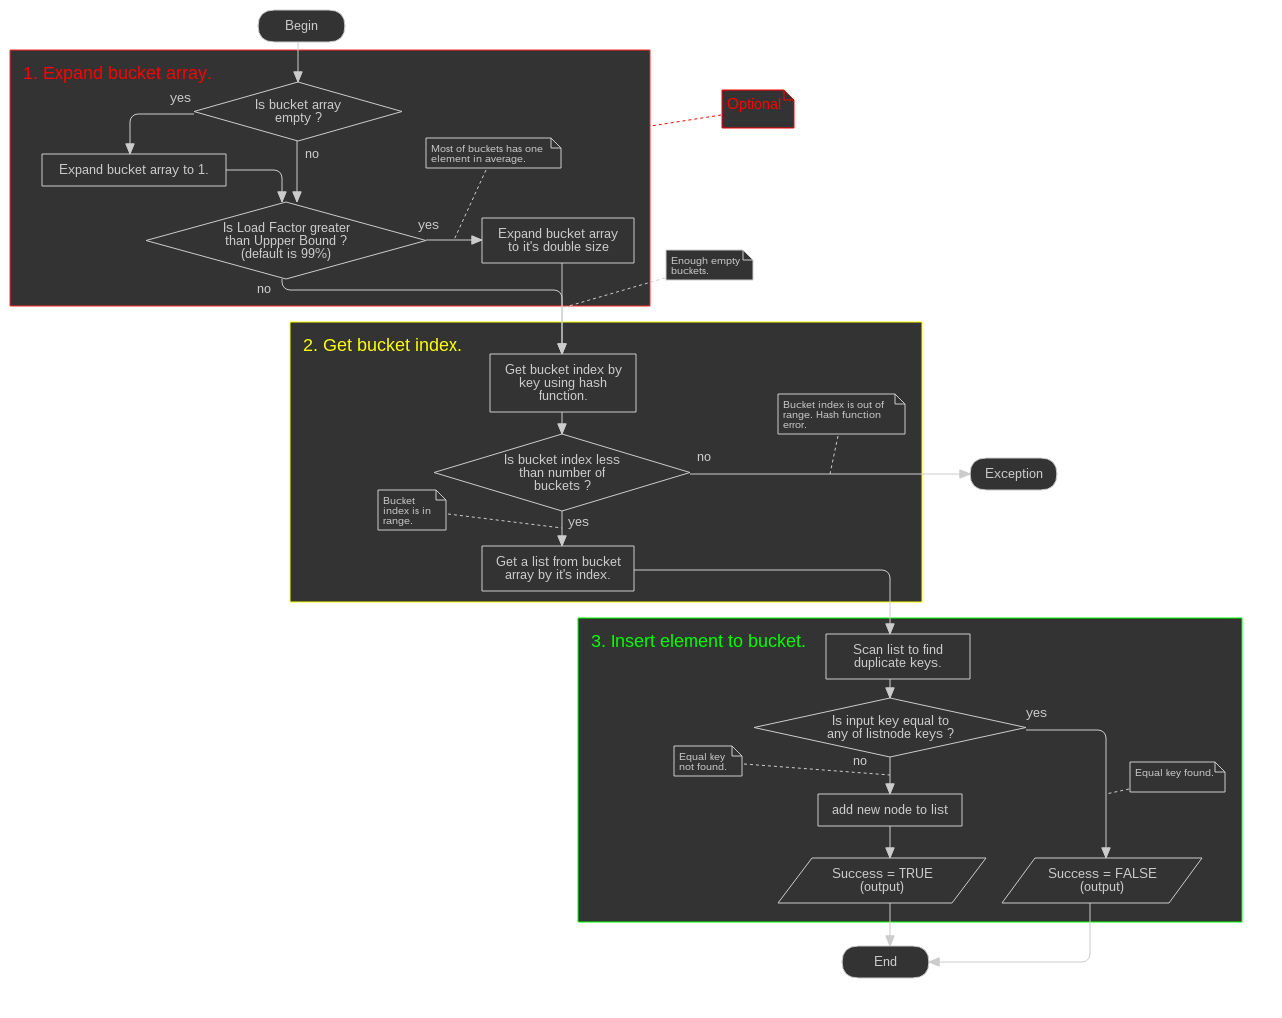 Begin
1. Expand bucket array.
yes
Is bucket array
empty ?
Optional
no
Most of buckets has one
element in average.
Expand bucket array to 1.
Is Load Factor greater
than Uppper Bound ?
(default is 99%)
yes
Expand bucket array
to it's double size
no
Enough empty
buckets.
2. Get bucket index.
Get bucket index by
key using hash
function.
Bucket index is out of
range. Hash function
error.
Is bucket index less
than number of
buckets ?
no
Exception
Bucket
index is in
range.
yes
Get a list from bucket
array by it's index.
3. Insert element to bucket.
Scan list to find
duplicate keys.
Is input key equal to
any of listnode keys ?
yes
Equal key
not found.
no
Equal key found.
add new node to list
Success = TRUE
(output)
Success = FALSE
(output)
End